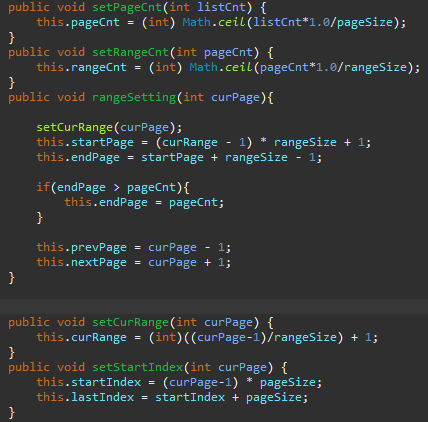 public void setPageCnt(int listCnt) {
    this.pageCnt = (int) Math.ceil(listCnt*1.0/pageSize);
}
public void setRangeCnt(int pageCnt) {
    this.rangeCnt = (int) Math.ceil(pageCnt*1.0/rangeSize);
}
public void rangeSetting(int curPage){

    setCurRange(curPage);
    this.startPage = (curRange - 1) * rangeSize + 1;
    this.endPage = startPage + rangeSize - 1;

    if(endPage > pageCnt){
        this.endPage = pageCnt;
    }

    this.prevPage = curPage - 1;
    this.nextPage = curPage + 1;
}

public void setCurRange(int curPage) {
    this.curRange = (int)((curPage-1)/rangeSize) + 1;
}
public void setStartIndex(int curPage) {
    this.startIndex = (curPage-1) * pageSize;
    this.lastIndex = startIndex + pageSize;
}